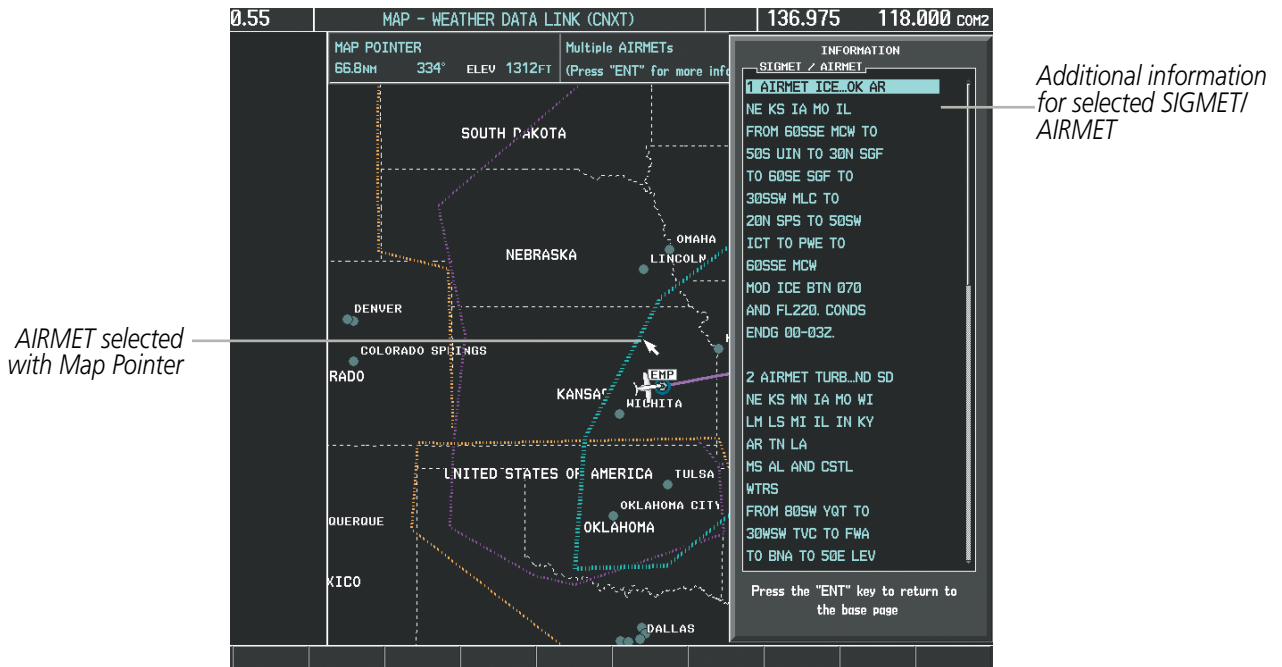 0.55
MAP – WEATHER DATA LINK (CNXT)
136.975
118.000 COM2
MAP POINTER
66.8NM 334° ELEV 1312FT
Multiple AIRMETs
(Press "ENT" for more info
INFORMATION
SIGMET / AIRMET
1 AIRMET ICE...OK AR
NE KS IA MO IL
FROM 60SSE MCW TO
50S UIN TO 30N SGF
TO 60SE SGF TO
30SSW MLC TO
20N SPS TO 50SW
ICT TO PWE TO
60SSE MCW
MOD ICE BTN 070
AND FL220. CONDS
ENDG 00-03Z.
2 AIRMET TURB...ND SD
NE KS MN IA MO WI
LM LS MI IL IN KY
AR TN LA
MS AL AND CSTL
WTRS
FROM 80SW YQT TO
30WSW TVC TO FWA
TO BNA TO 50E LEV
Press the "ENT" key to return to
the base page
Additional information
for selected SIGMET/
AIRMET
AIRMET selected
with Map Pointer
SOUTH DAKOTA
NEBRASKA
OMAHA
LINCOLN
DENVER
COLORADO SPRINGS
RADO
EMP
KANSAS
WICHITA
UNITED STATES OF AMERICA
TULSA
OKLAHOMA CITY
OKLAHOMA
QUERQUE
XICO
DALLAS